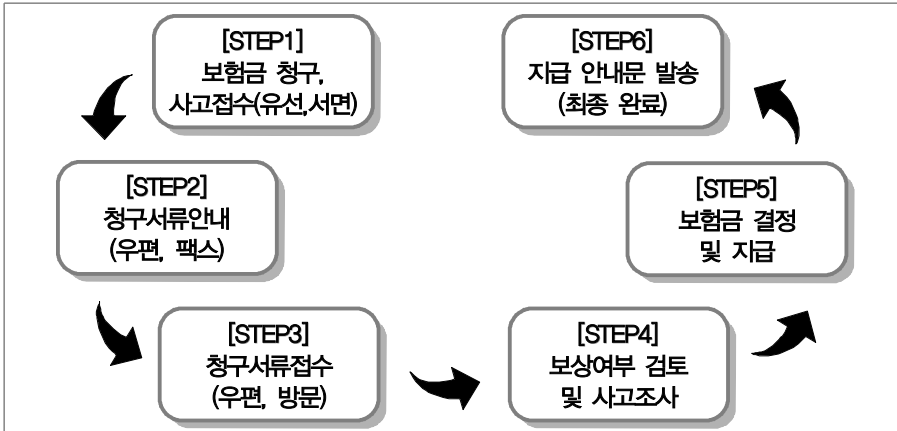 [STEP1]
보험금 청구,
사고접수(유선,서면)
[STEP2]
청구서류안내
(우편, 팩스)
[STEP3]
청구서류접수
(우편, 방문)
[STEP4]
보상여부 검토
및 사고조사
[STEP5]
보험금 결정
및 지급
[STEP6]
지급 안내문 발송
(최종 완료)